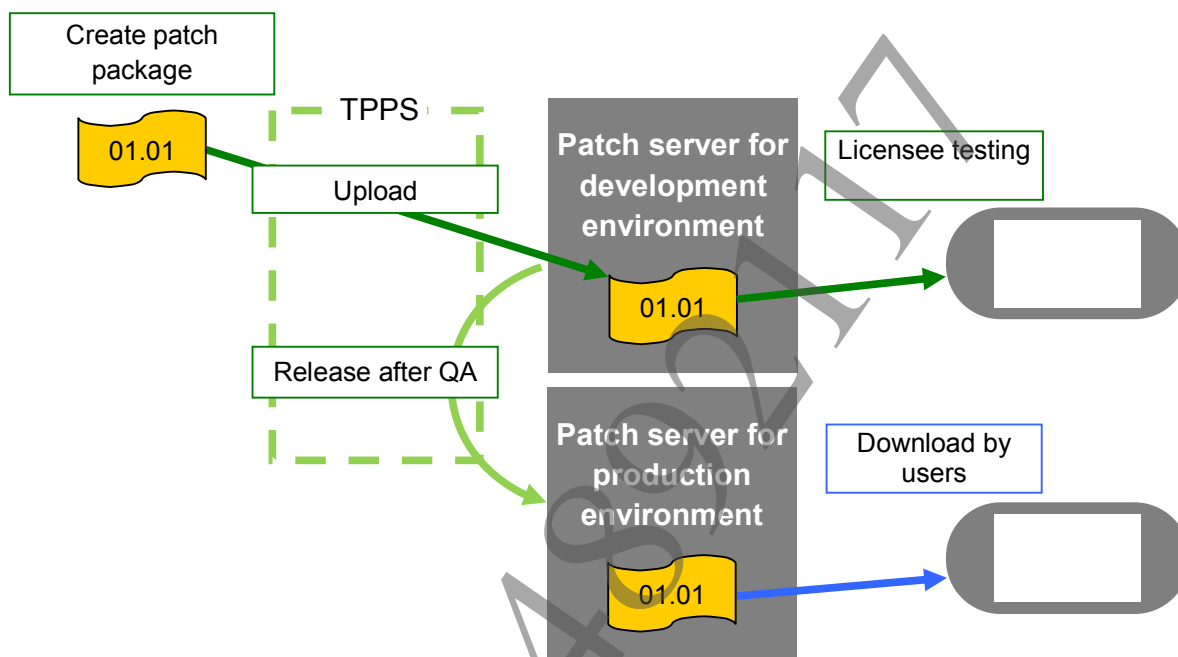 Create patch
package
01.01
TPPS
Upload
Release after QA
Patch server for
development
environment
01.01
Licensee testing
Patch server for
production
environment
01.01
Download by
users
489217